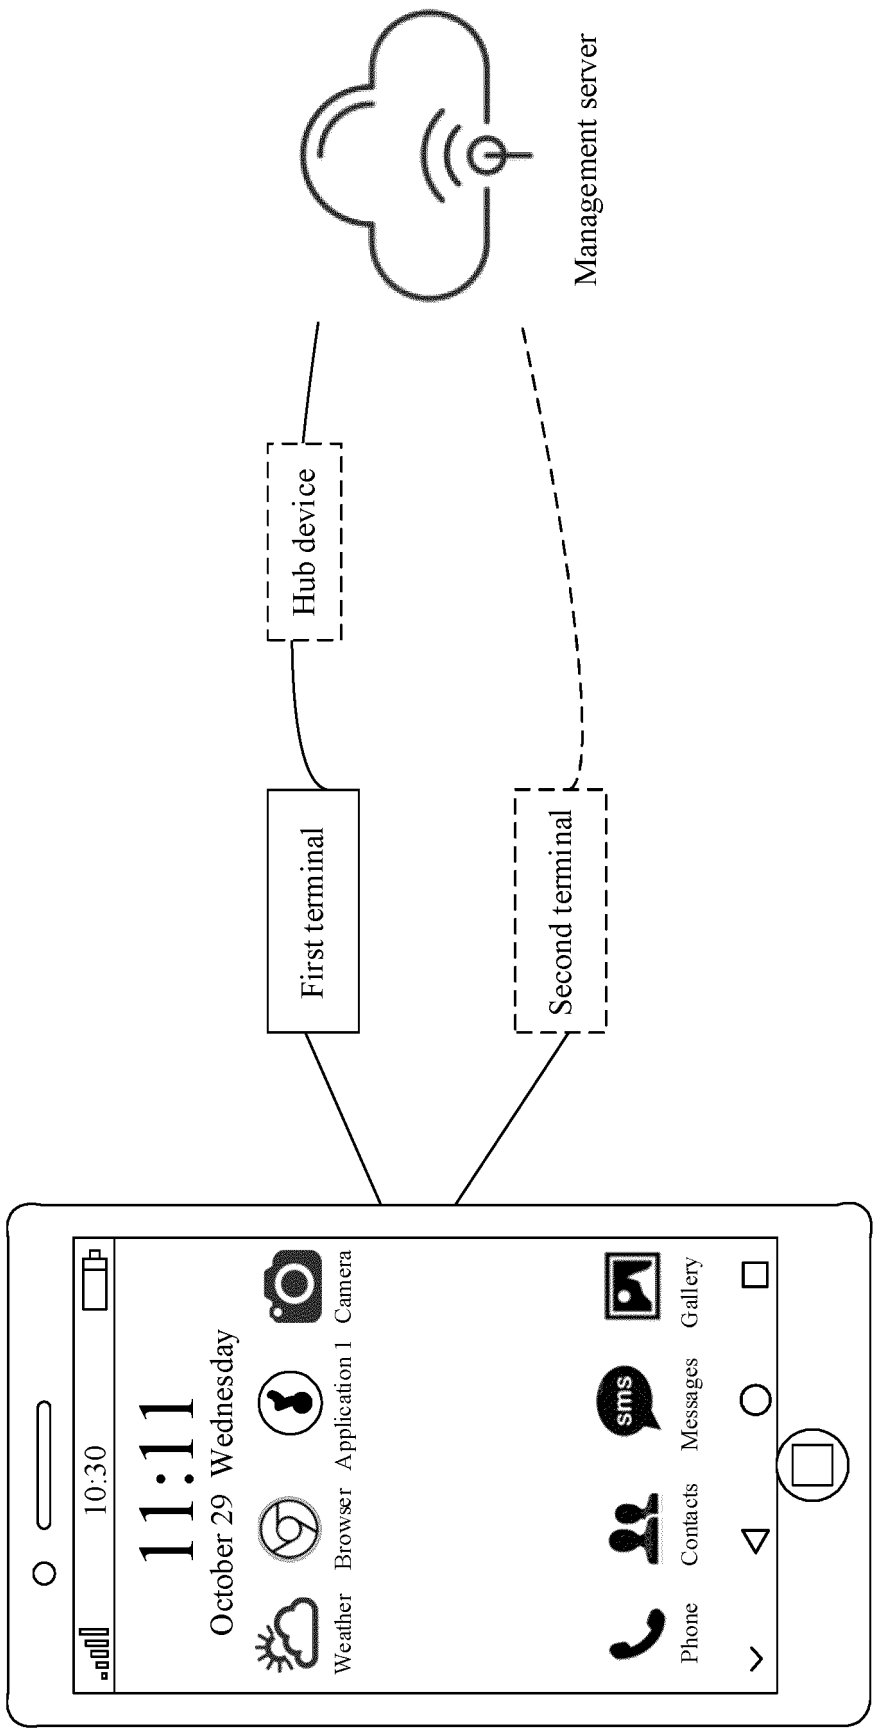 10:30
11:11
October 29 Wednesday
Weather
Browser
Application 1
Camera
sms
Phone
Contacts
Messages
Gallery
First terminal
Second terminal
Hub device
Management server